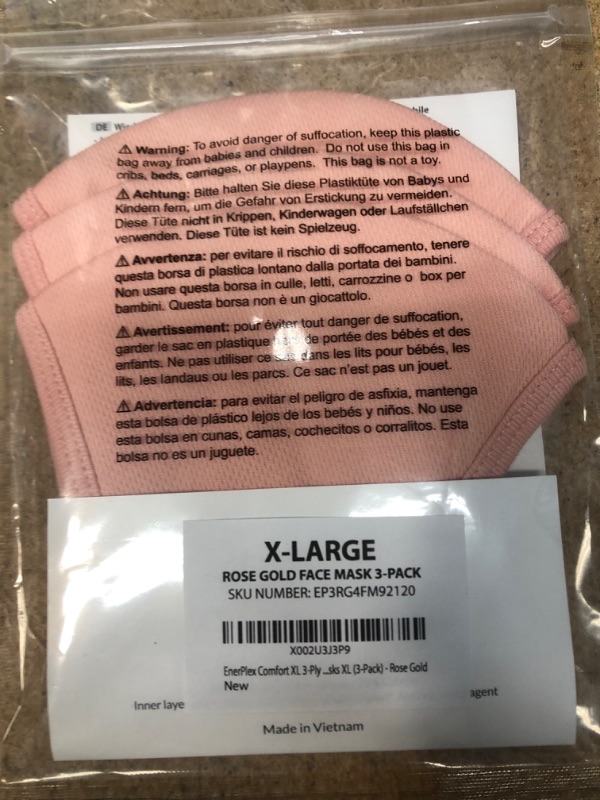 DE
⚠ Warning: To avoid danger of suffocation, keep this plastic
bag away from babies and children. Do not use this bag in
cribs, beds, carriages, or playpens. This bag is not a toy.
⚠ Achtung: Bitte halten Sie diese Plastiktüte von Babys und
Kindern fern, um die Gefahr von Erstickung zu vermeiden.
Diese Tüte nicht in Krippen, Kinderwagen oder Laufställchen
verwenden. Diese Tüte ist kein Spielzeug.
⚠ Avvertenza: per evitare il rischio di soffocamento, tenere
questa borsa di plastica lontano dalla portata dei bambini.
Non usare questa borsa in culle, letti, carrozzine o box per
bambini. Questa borsa non è un giocattolo.
⚠ Avertissement: pour éviter tout danger de suffocation,
garder le sac en plastique de portée des bébés et des
enfants. Ne pas utiliser ce sac dans les lits pour bébés, les
lits, les landaus ou les parcs. Ce sac n'est pas un jouet.
⚠ Advertencia: para evitar el peligro de asfixia, mantenga
esta bolsa de plástico lejos de los bebés y niños. No use
esta bolsa en cunas, camas, cochecitos o corralitos. Esta
bolsa no es un juguete.
X-LARGE
ROSE GOLD FACE MASK 3-PACK
SKU NUMBER: EP3RG4FM92120
X002U3J3P9
EnerPlex Comfort XL 3-Ply ...sks XL (3-Pack) - Rose Gold
New
Inner laye agent
Made in Vietnam